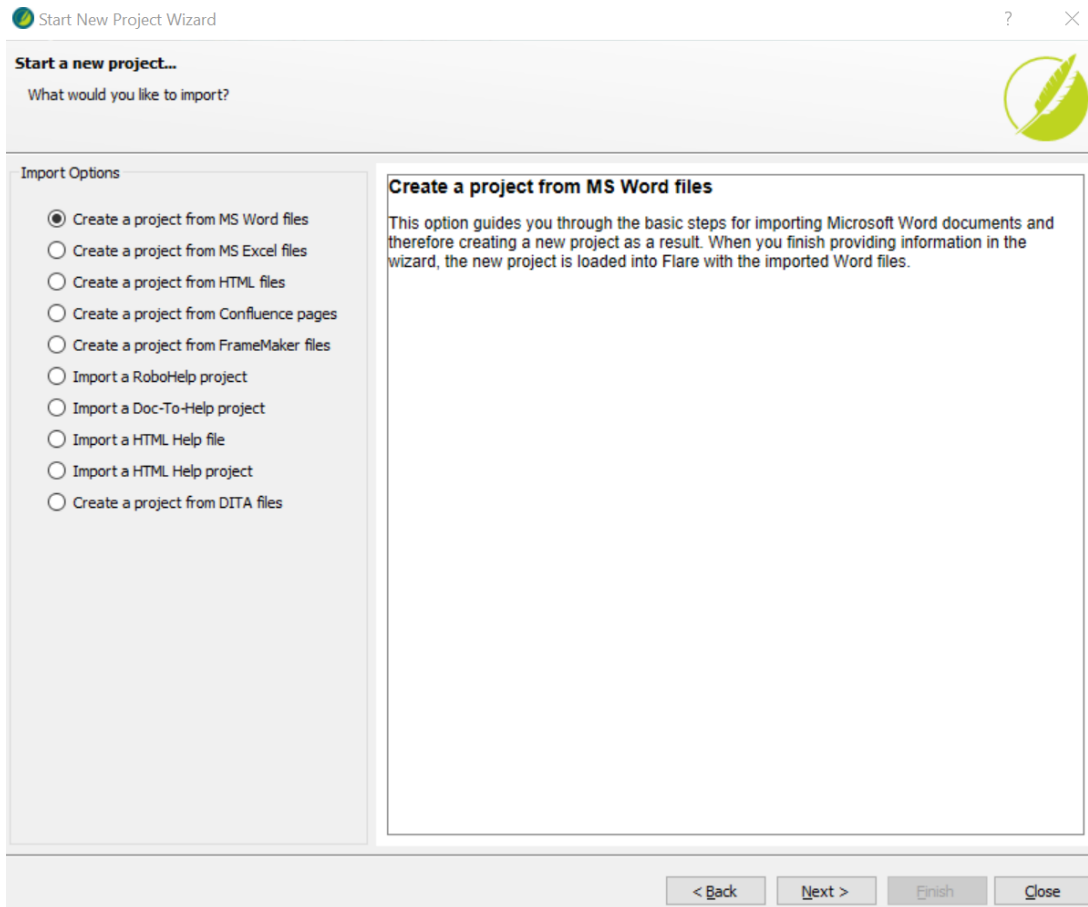 Start New Project Wizard
?
Start a new project...
What would you like to import?
Import Options
Create a project from MS Word files
Create a project from MS Excel files
Create a project from HTML files
Create a project from Confluence pages
Create a project from FrameMaker files
Import a RoboHelp project
Import a Doc-To-Help project
Import a HTML Help file
Import a HTML Help project
Create a project from DITA files
Create a project from MS Word files
This option guides you through the basic steps for importing Microsoft Word documents and
therefore creating a new project as a result. When you finish providing information in the
wizard, the new project is loaded into Flare with the imported Word files.
< Back
Next >
Finish
Close